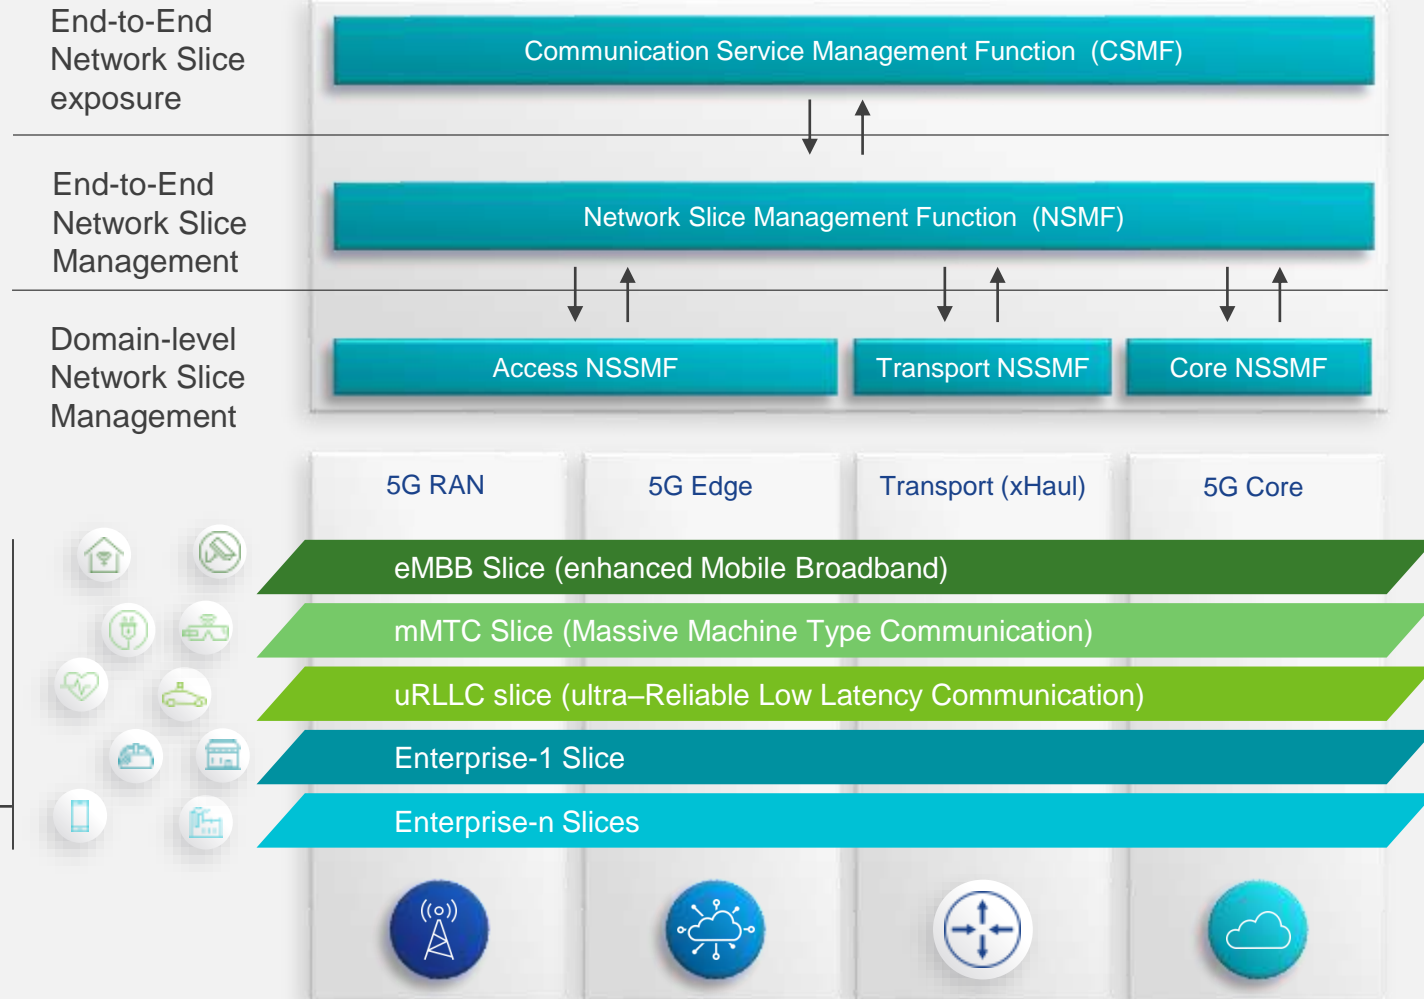 End-to-End
Network Slice
exposure
Communication Service Management Function (CSMF)
End-to-End
Network Slice
Management
Network Slice Management Function (NSMF)
Domain-level
Network Slice
Management
Access NSSMF
Transport NSSMF
Core NSSMF
5G RAN
5G Edge
Transport (xHaul)
5G Core
eMBB Slice (enhanced Mobile Broadband)
mMTC Slice (Massive Machine Type Communication)
uRLLC slice (ultra–Reliable Low Latency Communication)
Enterprise-1 Slice
Enterprise-n Slices